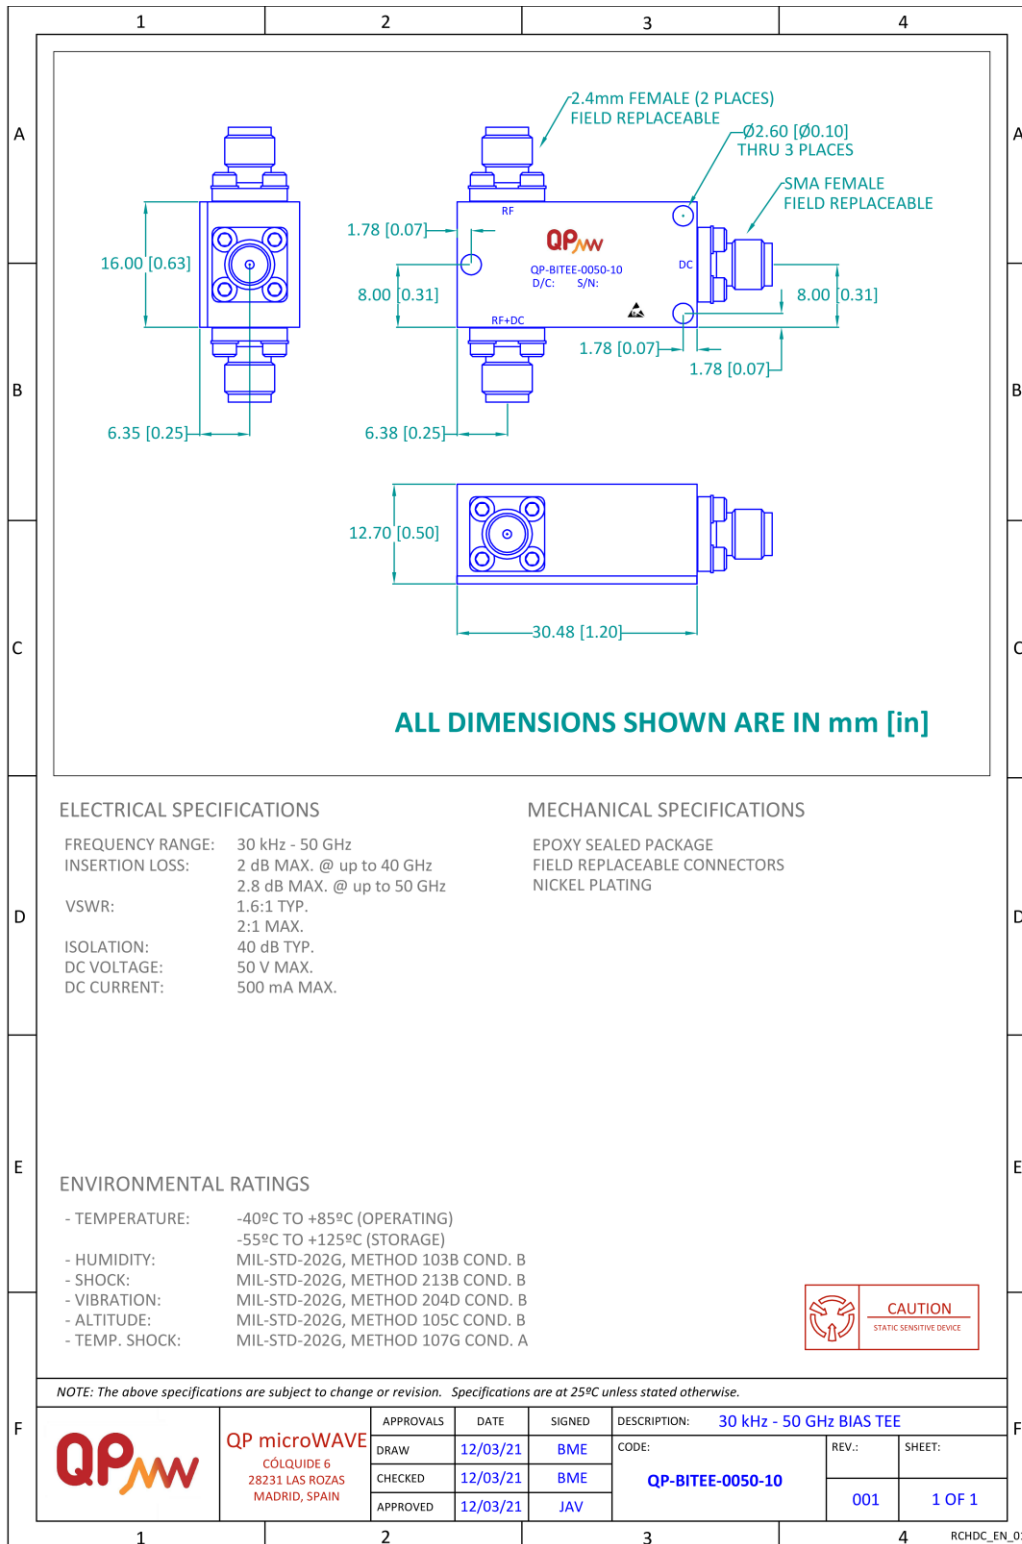 1 2 3 4
A A
2.4mm FEMALE (2 PLACES)
FIELD REPLACEABLE
Ø2.60 [Ø0.10]
THRU 3 PLACES
SMA FEMALE
FIELD REPLACEABLE
RF
1.78 [0.07]
QPMW
16.00 [0.63]
QP-BITEE-0050-10
D/C: S/N:
DC
8.00 [0.31]
8.00 [0.31]
RF+DC
1.78 [0.07]
1.78 [0.07]
B B
6.35 [0.25]
6.38 [0.25]
12.70 [0.50]
30.48 [1.20]
C C
ALL DIMENSIONS SHOWN ARE IN mm [in]
ELECTRICAL SPECIFICATIONS
FREQUENCY RANGE: 30 kHz - 50 GHz
INSERTION LOSS: 2 dB MAX. @ up to 40 GHz
2.8 dB MAX. @ up to 50 GHz
VSWR: 1.6:1 TYP.
2:1 MAX.
ISOLATION: 40 dB TYP.
DC VOLTAGE: 50 V MAX.
DC CURRENT: 500 mA MAX.
MECHANICAL SPECIFICATIONS
EPOXY SEALED PACKAGE
FIELD REPLACEABLE CONNECTORS
NICKEL PLATING
D D
E E
ENVIRONMENTAL RATINGS
- TEMPERATURE: -40ºC TO +85ºC (OPERATING)
-55ºC TO +125ºC (STORAGE)
- HUMIDITY: MIL-STD-202G, METHOD 103B COND. B
- SHOCK: MIL-STD-202G, METHOD 213B COND. B
- VIBRATION: MIL-STD-202G, METHOD 204D COND. B
- ALTITUDE: MIL-STD-202G, METHOD 105C COND. B
- TEMP. SHOCK: MIL-STD-202G, METHOD 107G COND. A
CAUTION
STATIC SENSITIVE DEVICE
NOTE: The above specifications are subject to change or revision. Specifications are at 25ºC unless stated otherwise.
F F
QPMW
QP microWAVE
CÓLQUIDE 6
28231 LAS ROZAS
MADRID, SPAIN
APPROVALS DATE SIGNED
DRAW 12/03/21 BME
CHECKED 12/03/21 BME
APPROVED 12/03/21 JAV
DESCRIPTION: 30 kHz - 50 GHz BIAS TEE
CODE: REV.: SHEET:
QP-BITEE-0050-10
001 1 OF 1
1 2 3 4